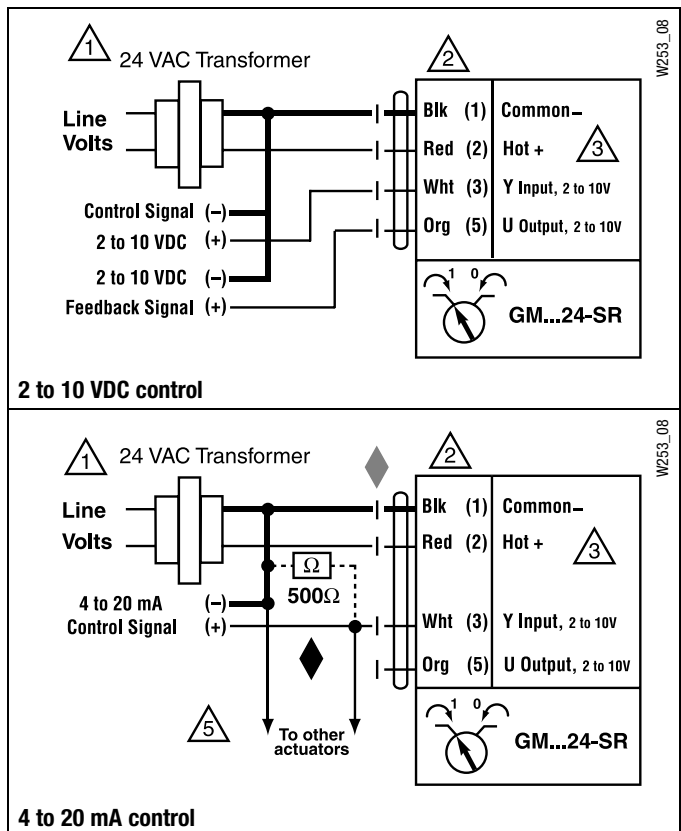 1
24 VAC Transformer
2
W253_08
Line
Volts
Blk (1) Common –
Red (2) Hot +
3
Wht (3) Y Input, 2 to 10V
Org (5) U Output, 2 to 10V
Control Signal (–)
2 to 10 VDC (+)
2 to 10 VDC (–)
Feedback Signal (+)
1 0
GM...24-SR
2 to 10 VDC control
1
24 VAC Transformer
2
W253_08
Line
Volts
Blk (1) Common –
Red (2) Hot +
3
Ω
500Ω
4 to 20 mA (–)
Control Signal (+)
Wht (3) Y Input, 2 to 10V
Org (5) U Output, 2 to 10V
5
To other
actuators
1 0
GM...24-SR
4 to 20 mA control